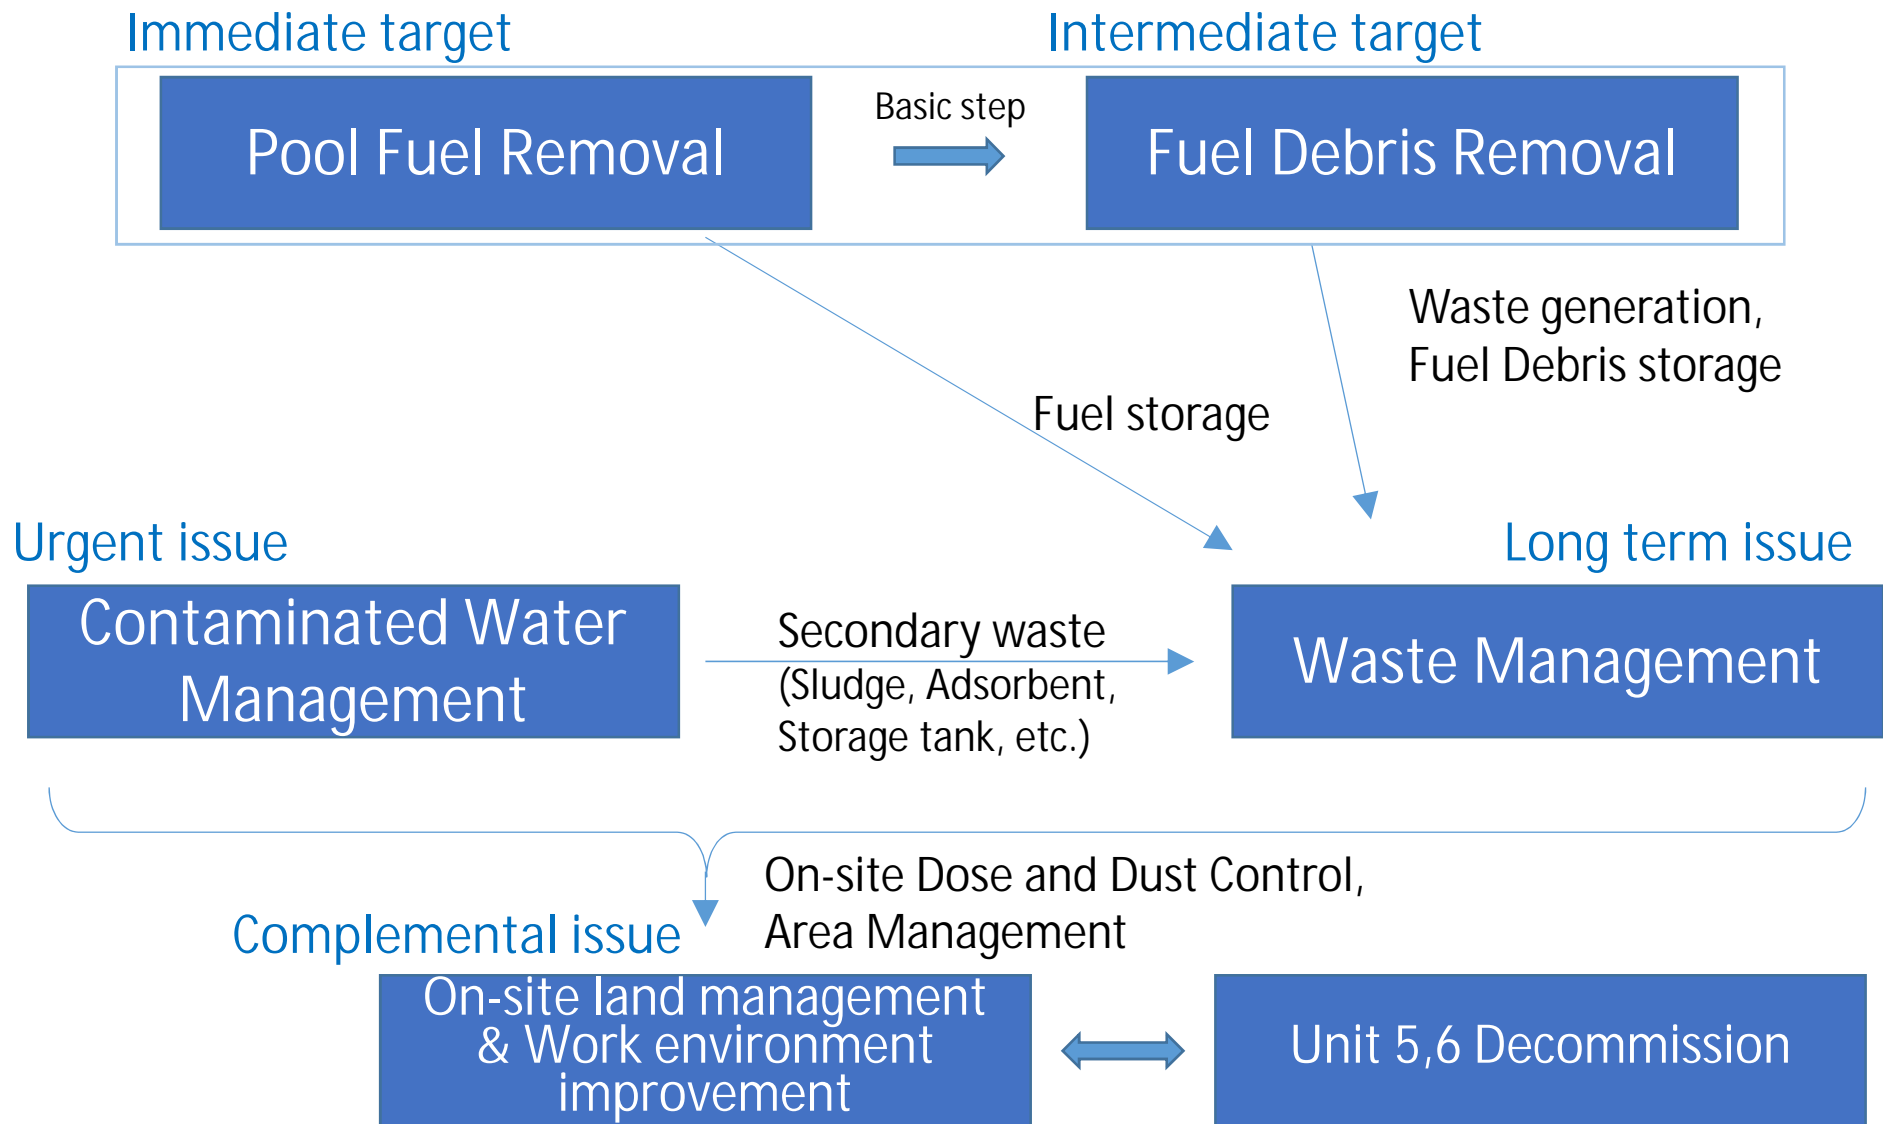 Immediate target
Intermediate target
Pool Fuel Removal
Basic step
Fuel Debris Removal
Waste generation,
Fuel Debris storage
Fuel storage
Urgent issue
Long term issue
Contaminated Water
Management
Secondary waste
(Sludge, Adsorbent,
Storage tank, etc.)
Waste Management
On-site Dose and Dust Control,
Area Management
Complemental issue
On-site land management
& Work environment
improvement
Unit 5,6 Decommission